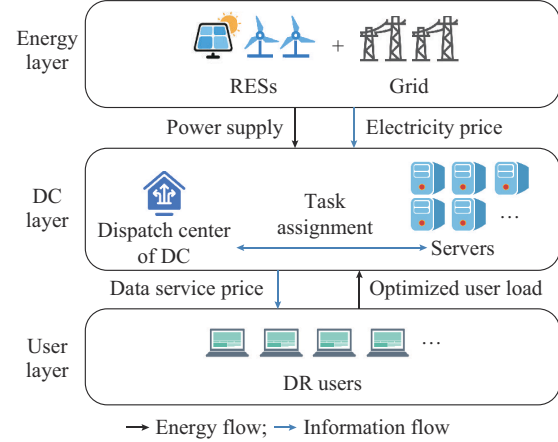 Energy
layer
+
RESs
Grid
Power supply
Electricity price
DC
layer
Task
assignment
...
Dispatch center
of DC
Servers
Data service price
Optimized user load
User
layer
...
DR users
Energy flow;
Information flow